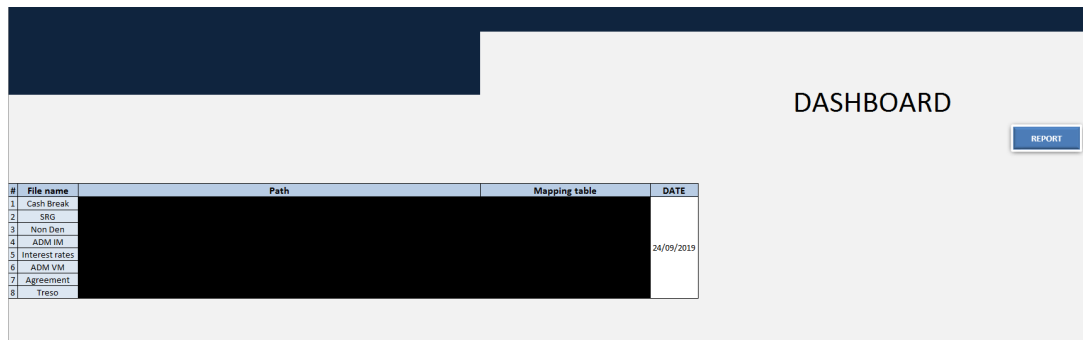 DASHBOARD
REPORT
# File name Path Mapping table DATE
1 Cash Break
2 SRG
3 Non Den
4 ADM IM
24/09/2019
5 Interest rates
6 ADM VM
7 Agreement
8 Treso